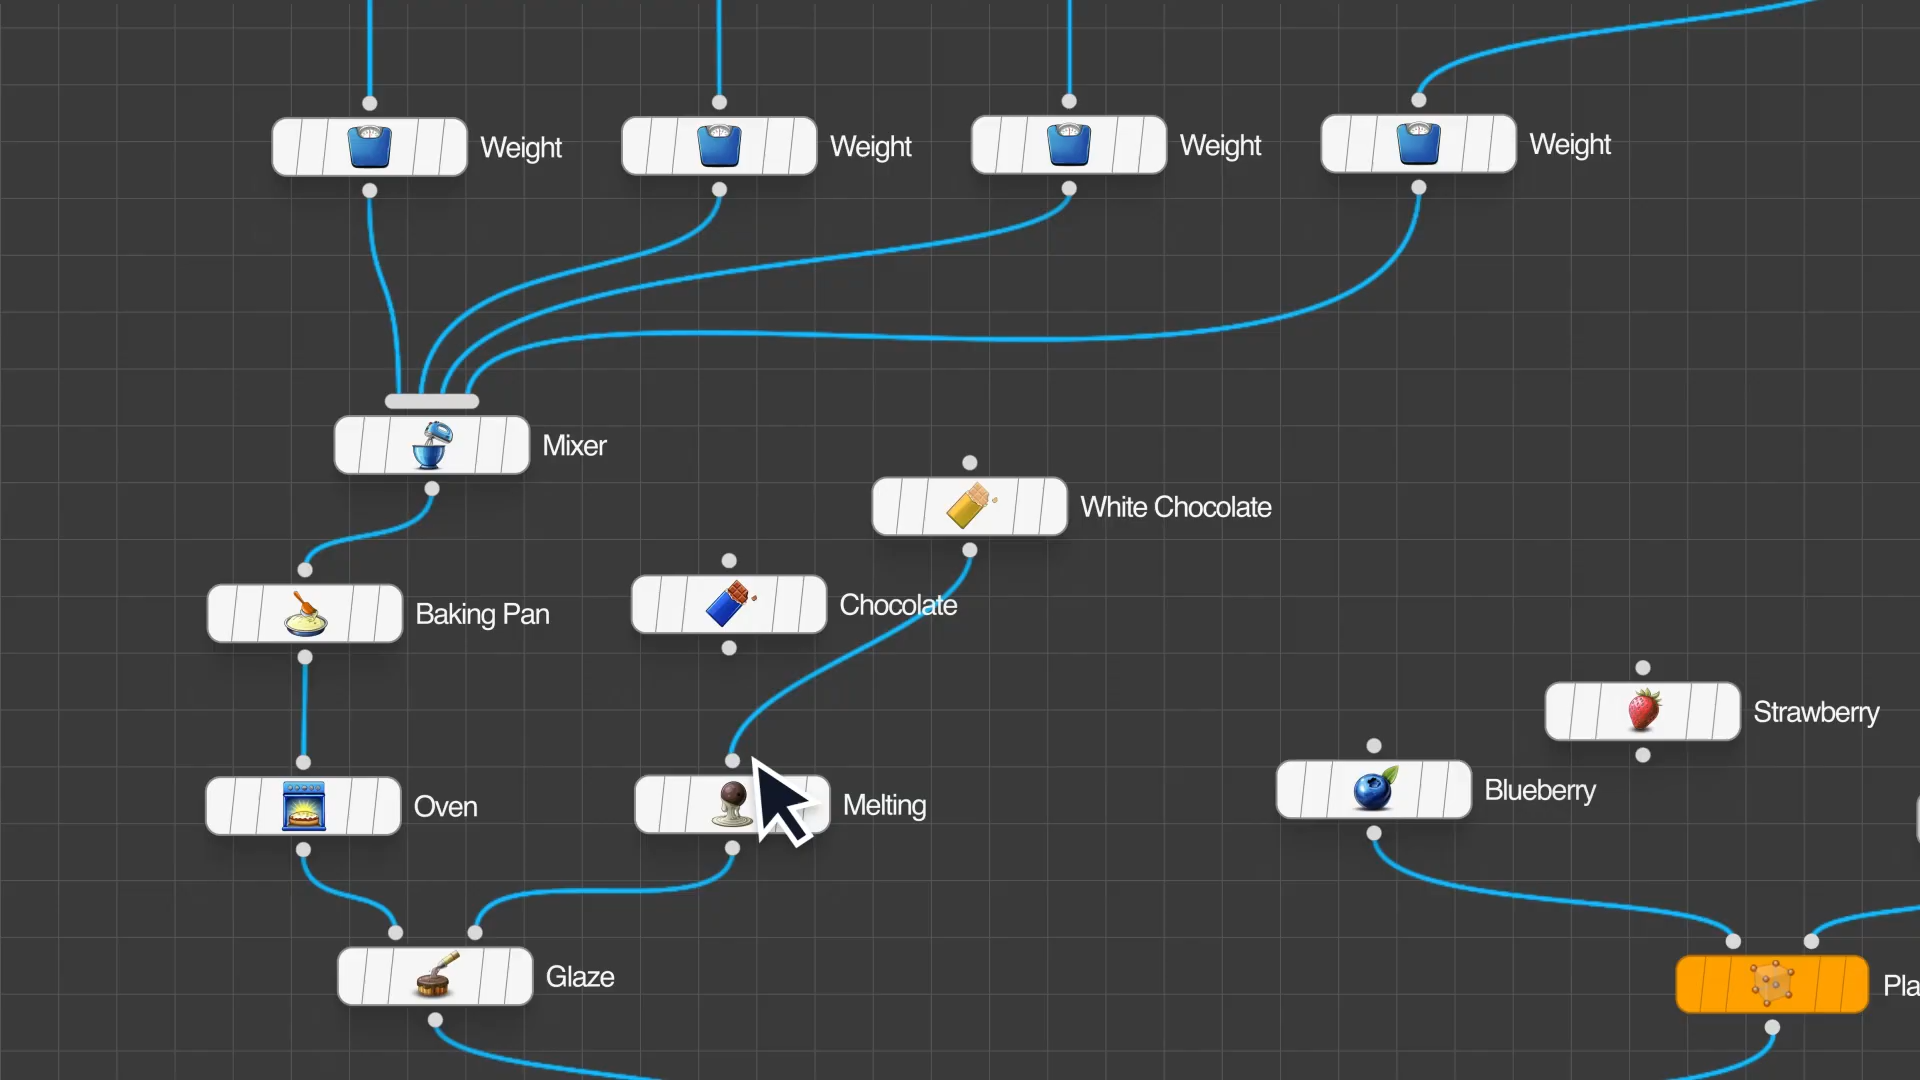 Weight
Weight
Weight
Weight
Mixer
White Chocolate
Chocolate
Baking Pan
Strawberry
Blueberry
Oven
Melting
Glaze
Pla